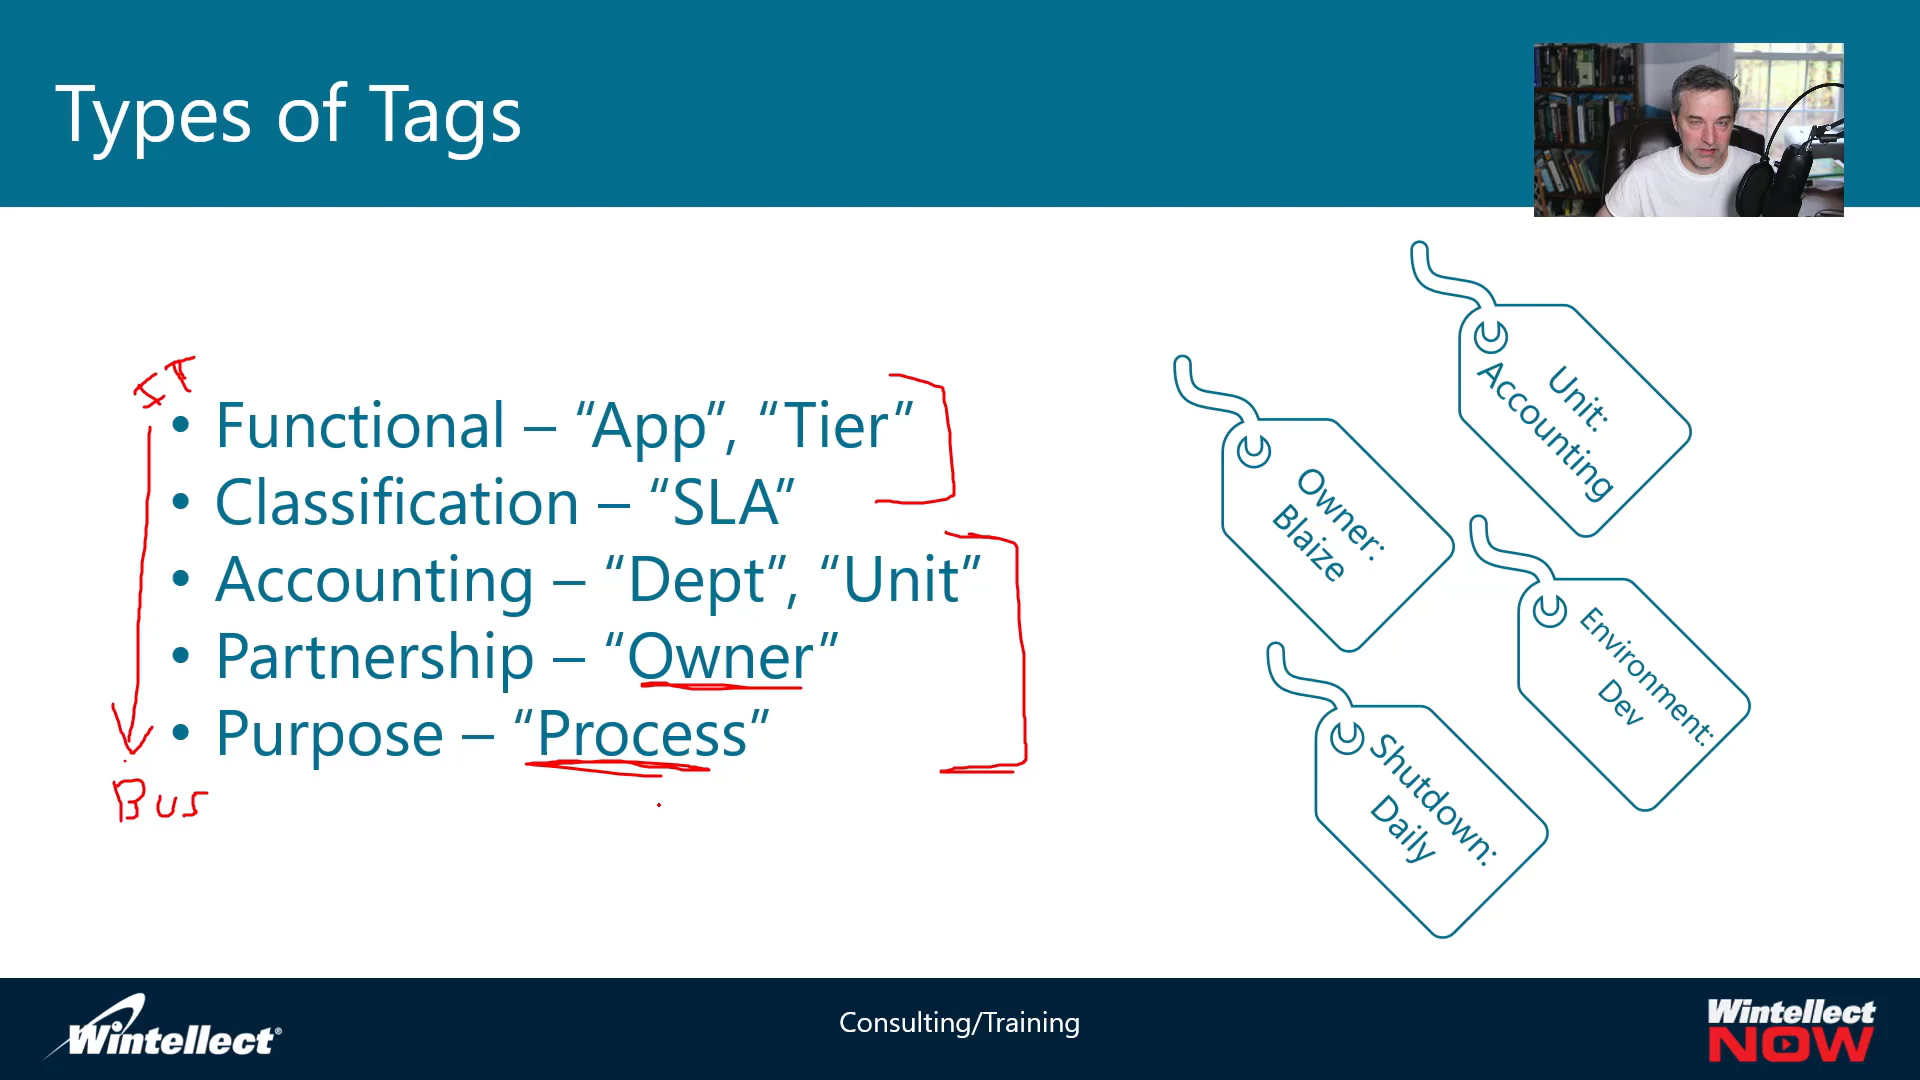 Types of Tags
IT
• Functional – “App”, “Tier”
• Classification – “SLA”
• Accounting – “Dept”, “Unit”
• Partnership – “Owner”
• Purpose – “Process”
Bus
Unit:
Accounting
Owner:
Blaize
Environment:
Dev
Shutdown:
Daily
Wintellect®
Consulting/Training
Wintellect
NOW